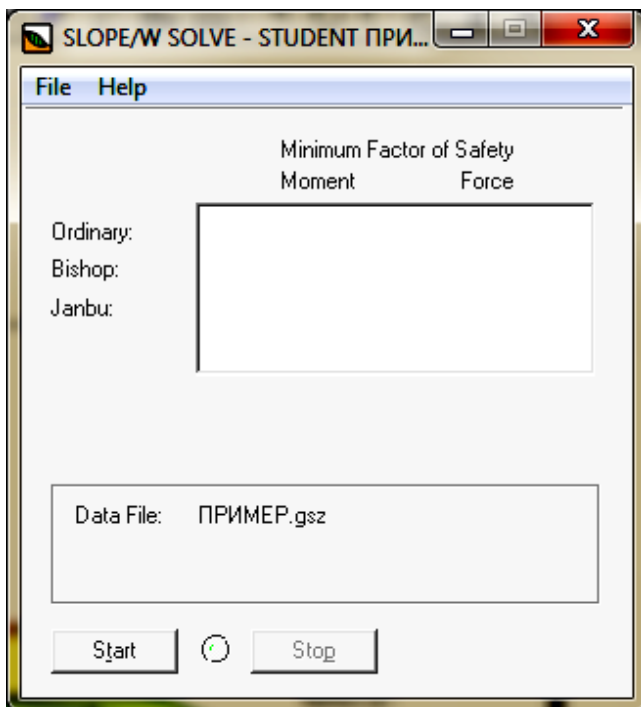 SLOPE/W SOLVE - STUDENT ПРИ...
File Help
Minimum Factor of Safety
Moment Force
Ordinary:
Bishop:
Janbu:
Data File: ПРИМЕР.gsz
Start Stop